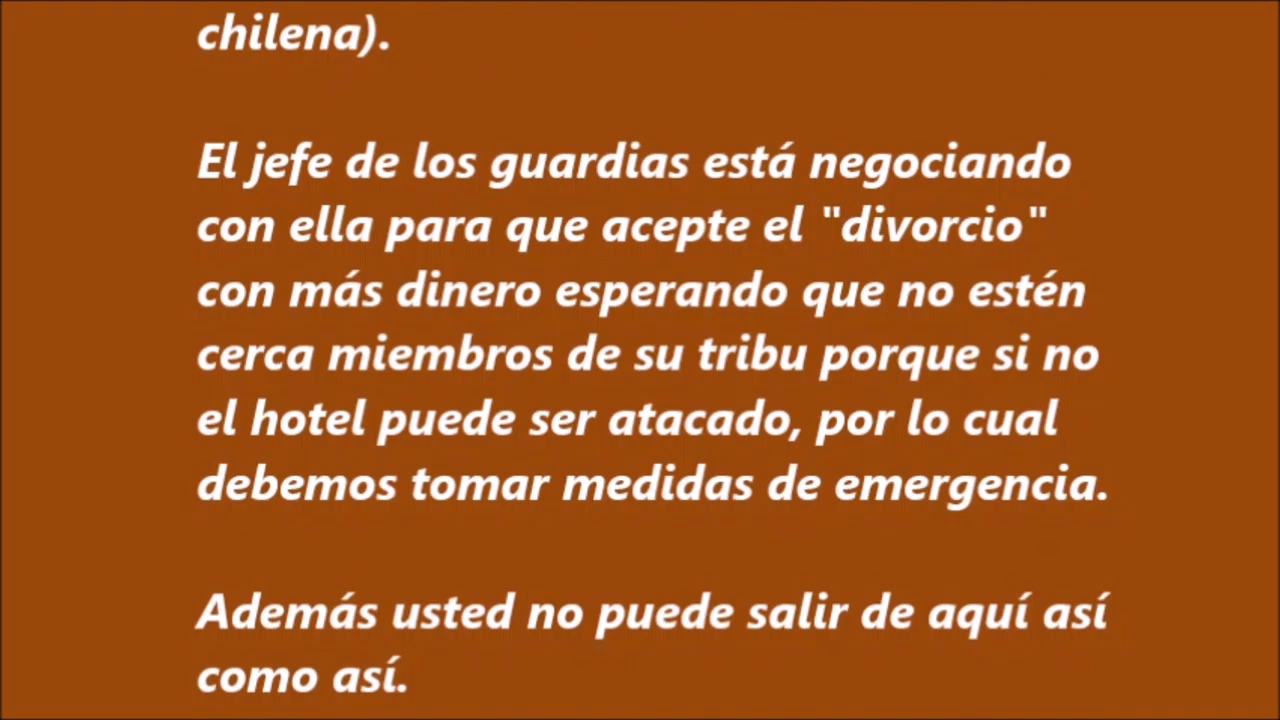 chilena).
El jefe de los guardias está negociando
con ella para que acepte el "divorcio"
con más dinero esperando que no estén
cerca miembros de su tribu porque si no
el hotel puede ser atacado, por lo cual
debemos tomar medidas de emergencia.
Además usted no puede salir de aquí así
como así.